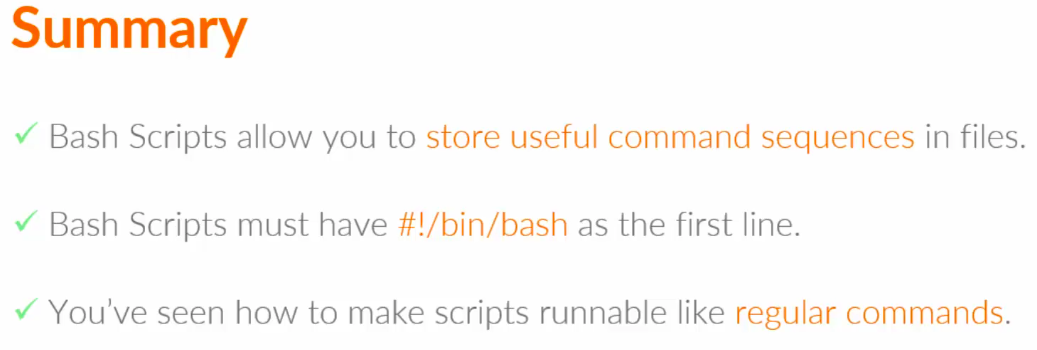 Summary
✓ Bash Scripts allow you to store useful command sequences in files.
✓ Bash Scripts must have #!/bin/bash as the first line.
✓ You've seen how to make scripts runnable like regular commands.